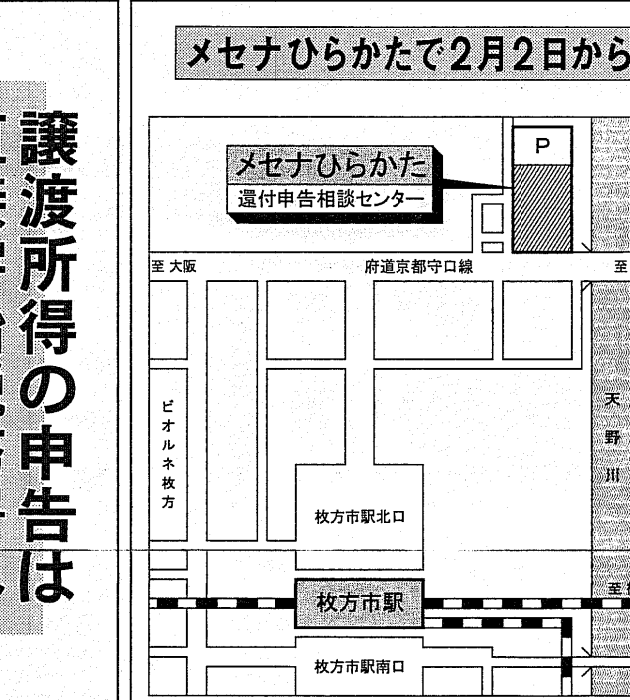 メセナひらかたで2月2日から
譲渡所得の申告は
P
メセナひらかた
還付申告相談センター
至 大阪
府道京都守口線
至
ビオルネ枚方
天野川
枚方市駅北口
至
枚方市駅
枚方市駅南口